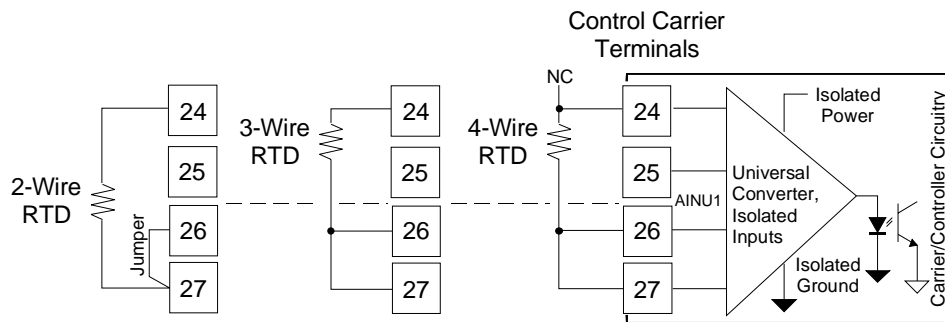 Control Carrier
Terminals
NC
24
25
26
27
2-Wire
RTD
Jumper
24
25
26
27
3-Wire
RTD
24
25
26
27
4-Wire
RTD
AINU1
Universal
Converter,
Isolated
Inputs
Isolated
Power
Isolated
Ground
Carrier/Controller Circuitry